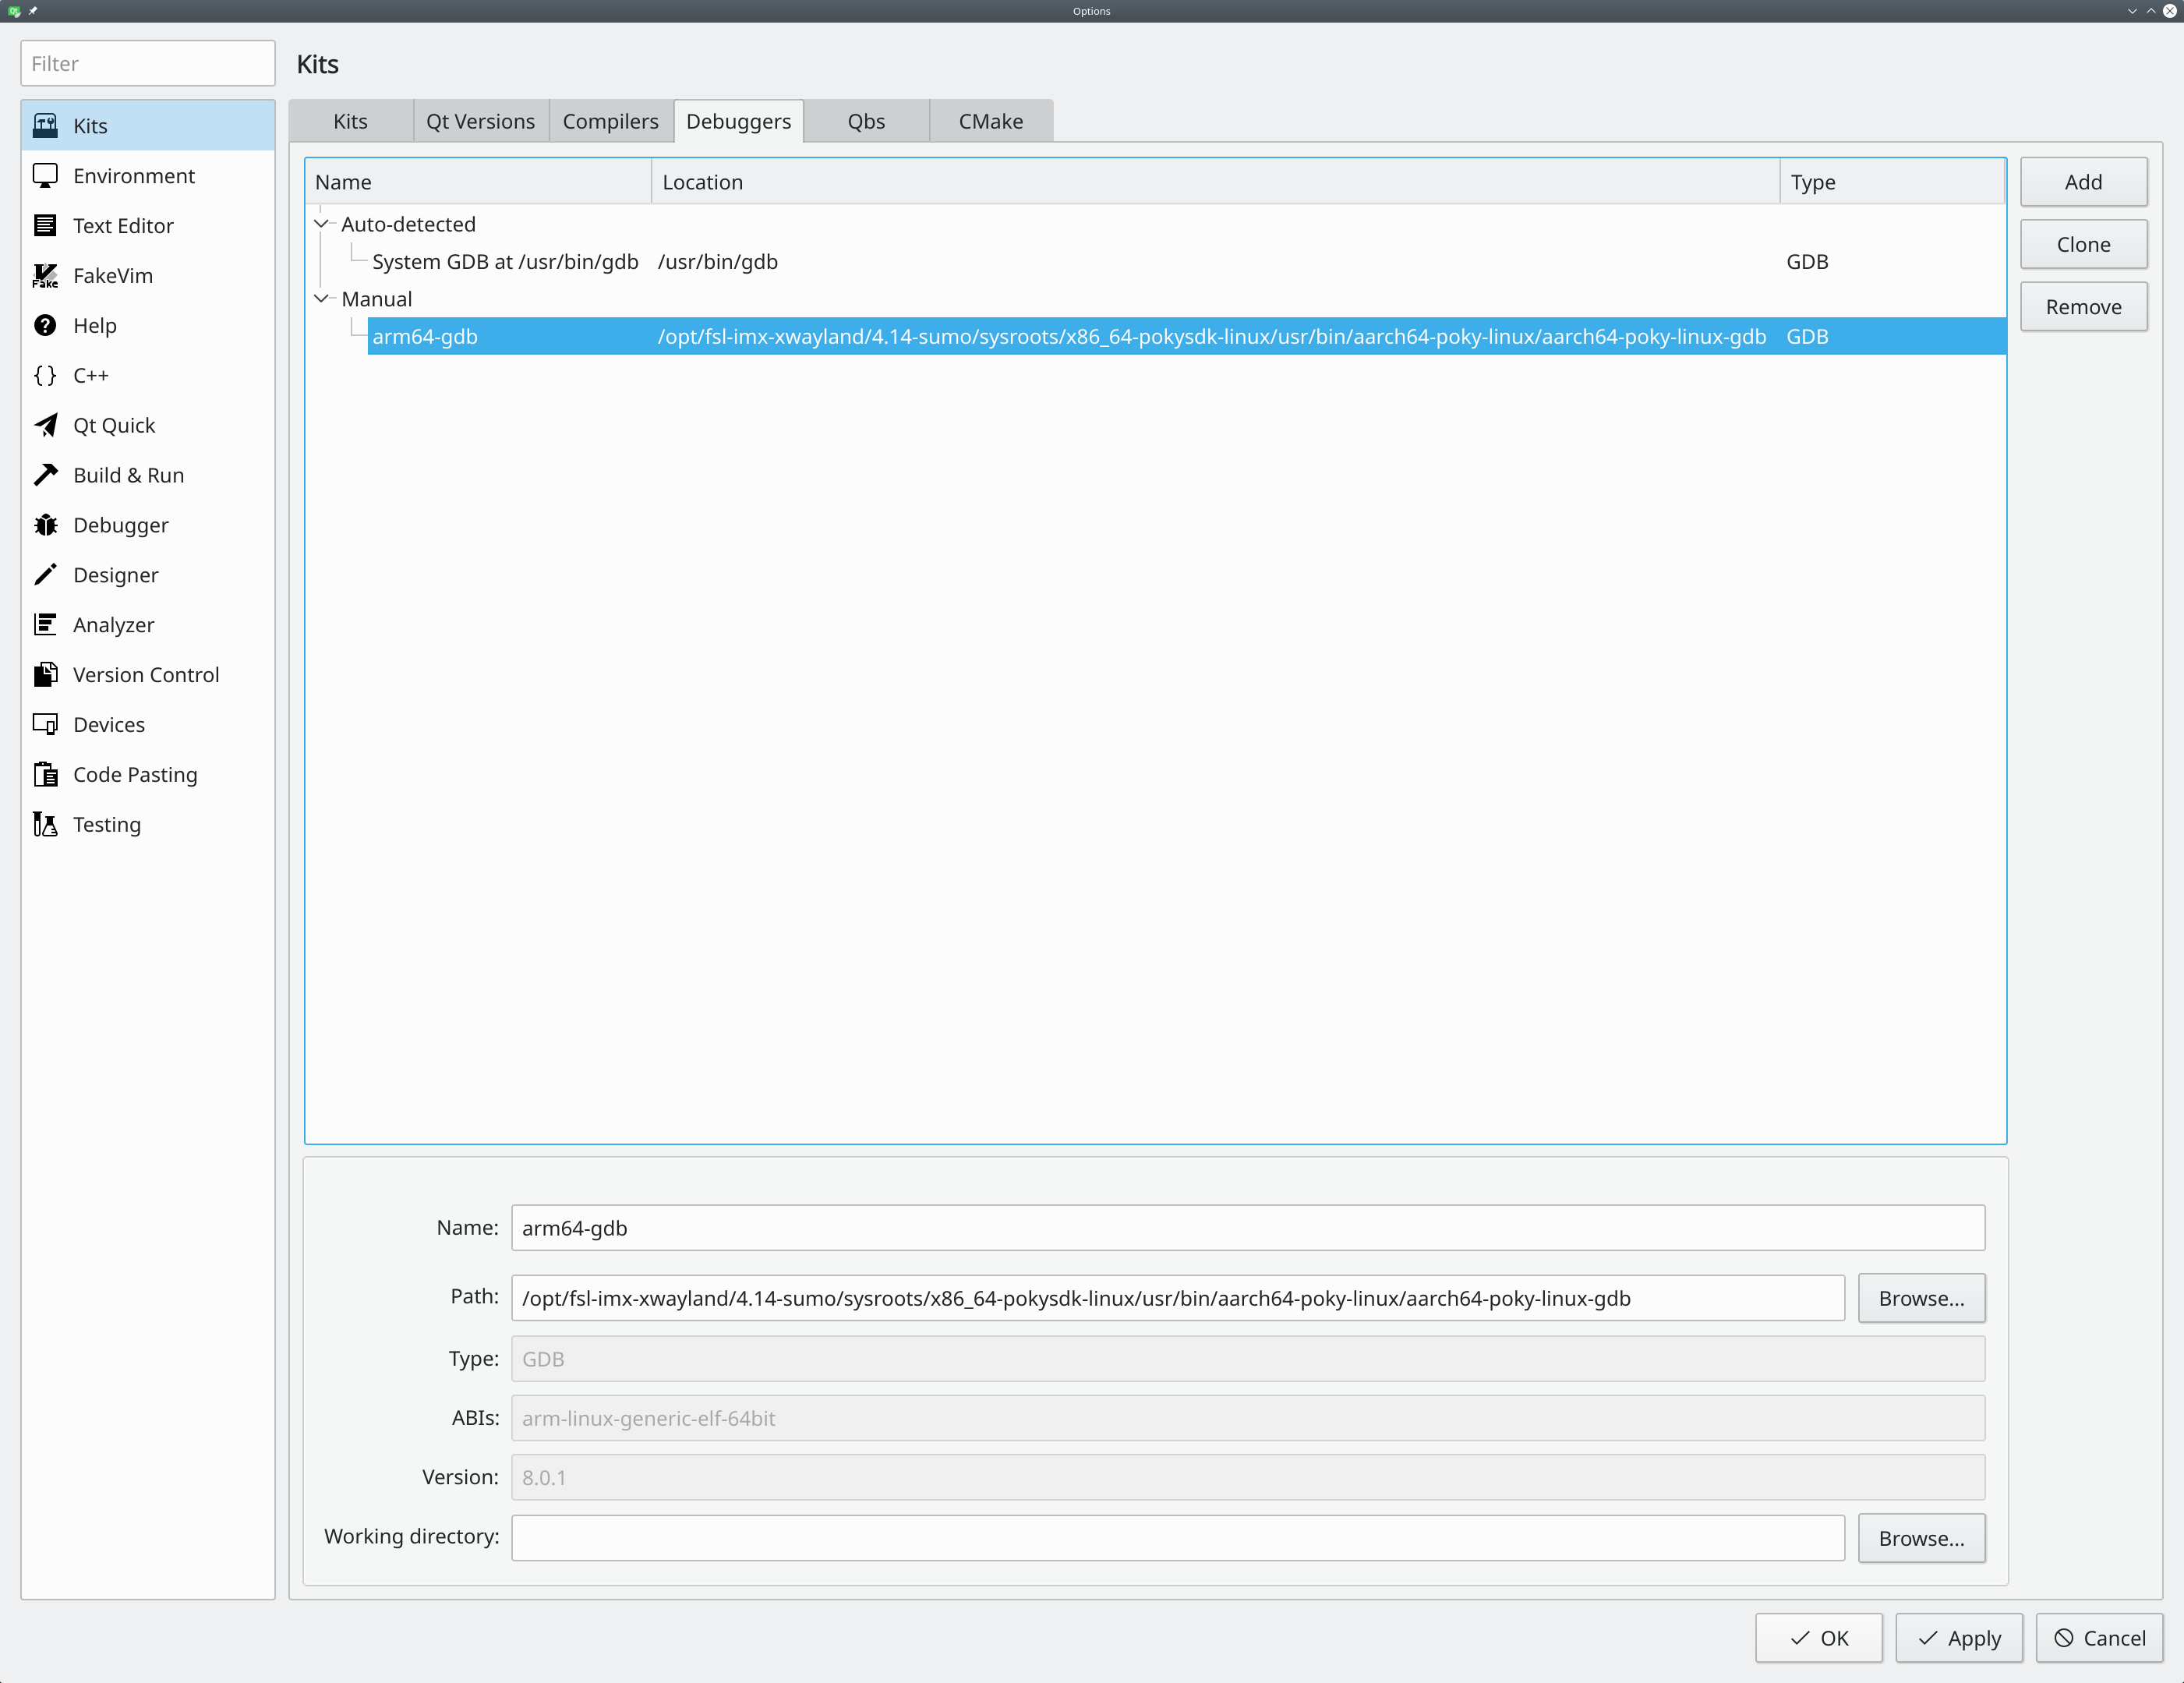 Options
Filter
Kits
Kits
Environment
Text Editor
FakeVim
Help
C++
Qt Quick
Build & Run
Debugger
Designer
Analyzer
Version Control
Devices
Code Pasting
Testing
Kits Qt Versions Compilers Debuggers Qbs CMake
Name Location Type
Auto-detected
System GDB at /usr/bin/gdb /usr/bin/gdb GDB
Manual
arm64-gdb /opt/fsl-imx-xwayland/4.14-sumo/sysroots/x86_64-pokysdk-linux/usr/bin/aarch64-poky-linux/aarch64-poky-linux-gdb GDB
Add
Clone
Remove
Name: arm64-gdb
Path: /opt/fsl-imx-xwayland/4.14-sumo/sysroots/x86_64-pokysdk-linux/usr/bin/aarch64-poky-linux/aarch64-poky-linux-gdb Browse...
Type: GDB
ABIs: arm-linux-generic-elf-64bit
Version: 8.0.1
Working directory: Browse...
OK Apply Cancel